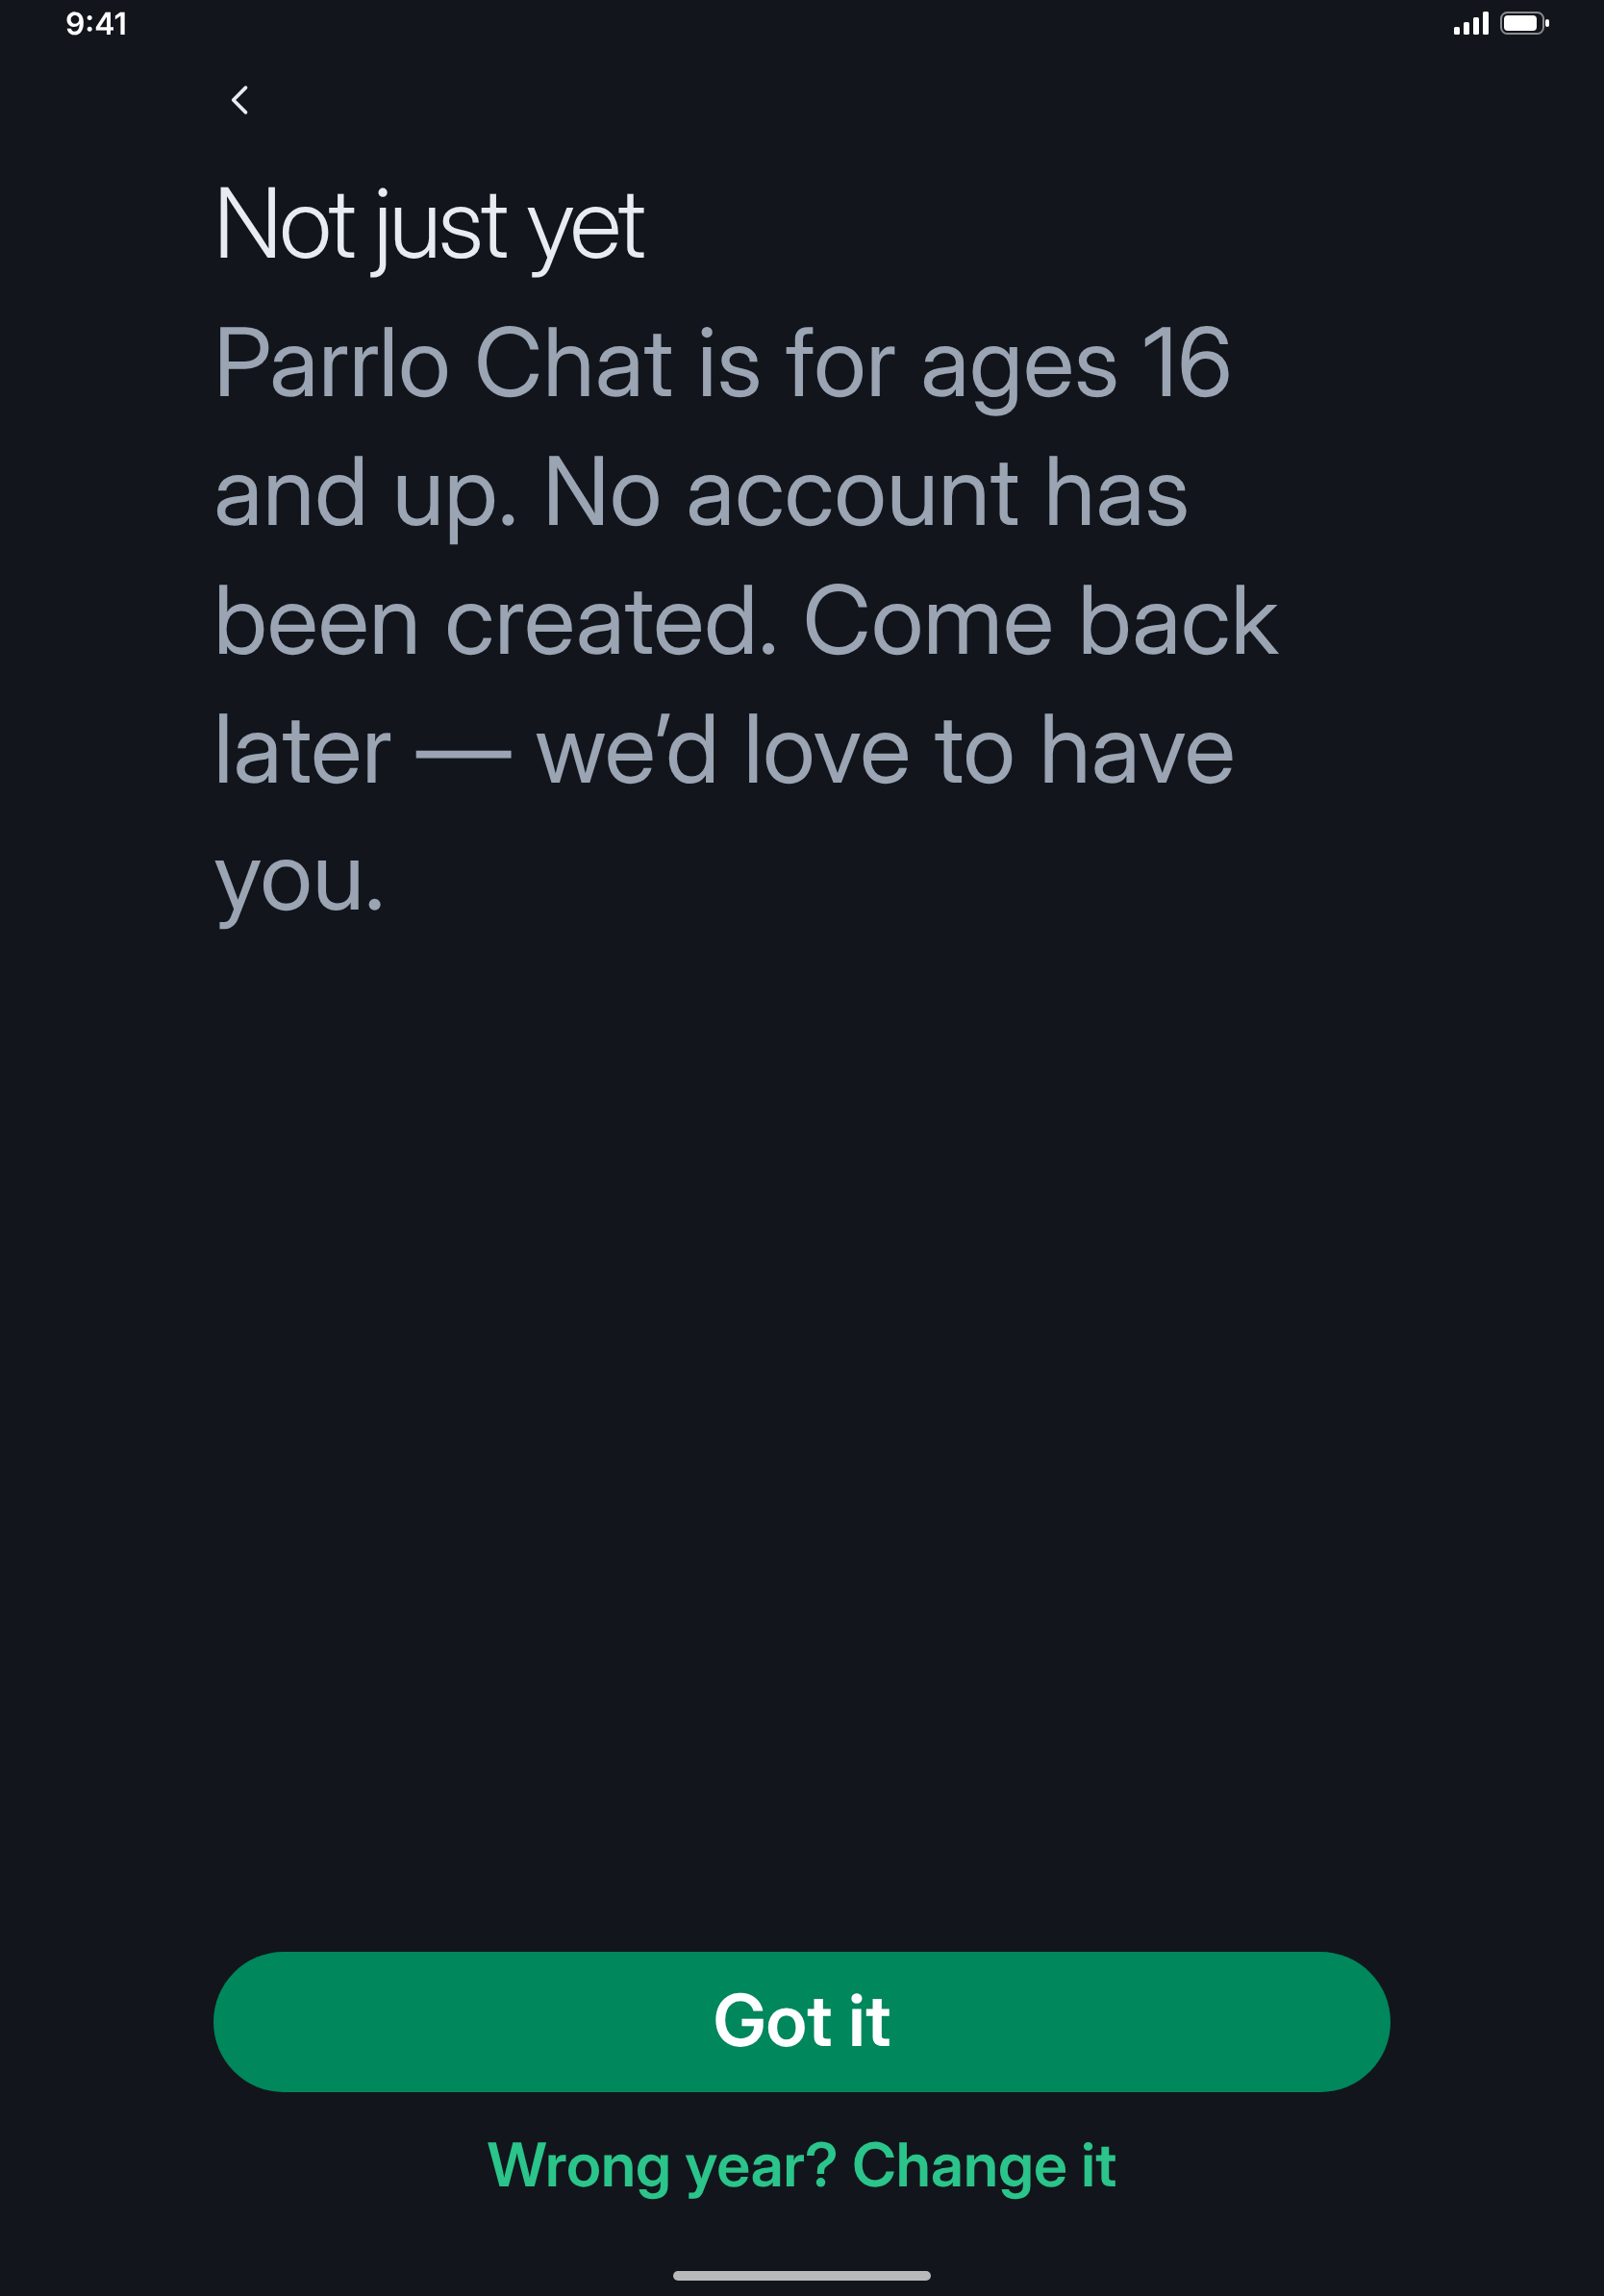 9:41
Not just yet
Parrlo Chat is for ages 16
and up. No account has
been created. Come back
later — we’d love to have
you.
Got it
Wrong year? Change it